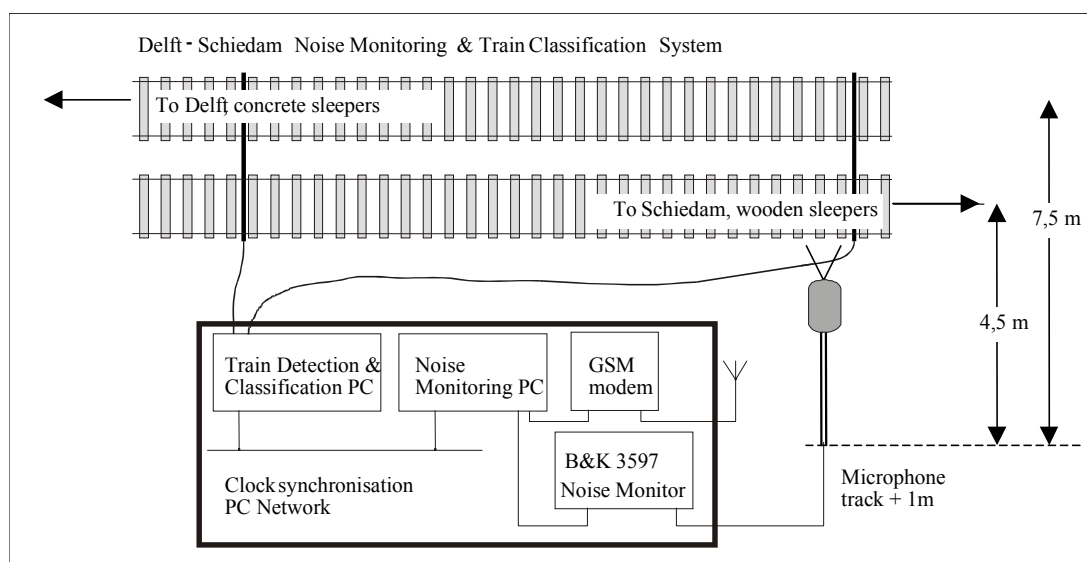 Delft - Schiedam Noise Monitoring & Train Classification System
To Delft, concrete sleepers
To Schiedam, wooden sleepers
7,5 m
4,5 m
Train Detection &
Classification PC
Noise
Monitoring PC
GSM
modem
B&K 3597
Noise Monitor
Clock synchronisation
PC Network
Microphone
track + 1m